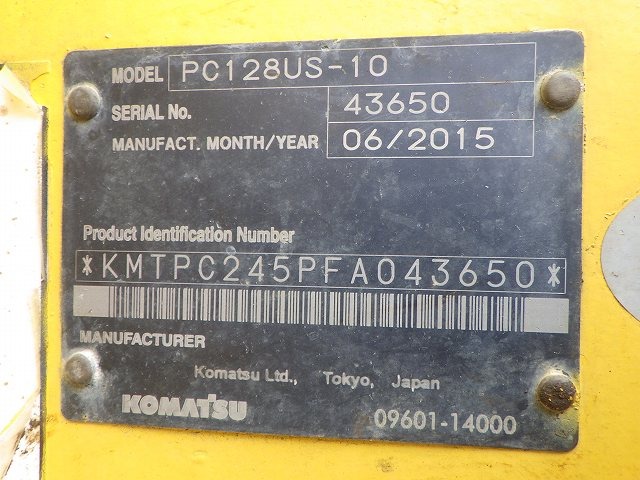 MODEL PC128US-10
SERIAL No. 43650
MANUFACT. MONTH/YEAR 06/2015
Product Identification Number
*KMTPC245PFA043650*
MANUFACTURER
Komatsu Ltd., Tokyo, Japan
KOMATSU 09601-14000